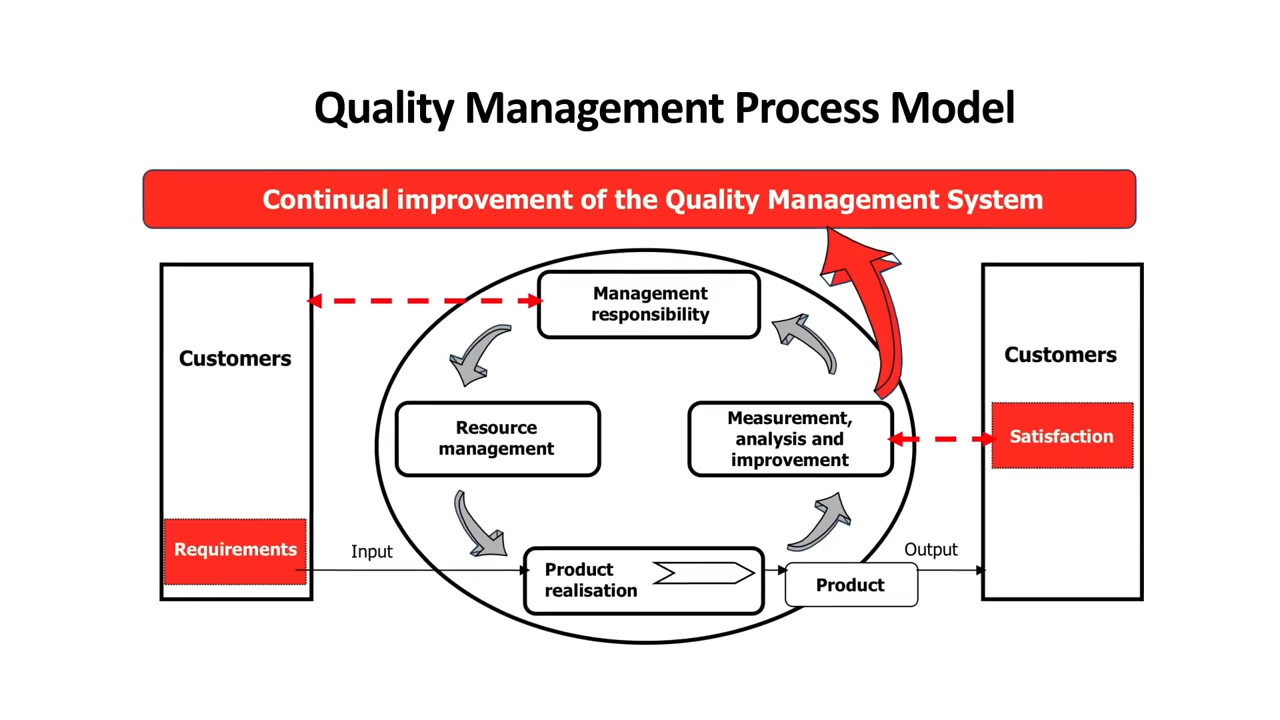 Quality Management Process Model
Continual improvement of the Quality Management System
Management
responsibility
Customers
Customers
Resource
management
Measurement,
analysis and
improvement
Satisfaction
Requirements
Input
Product
realisation
Product
Output